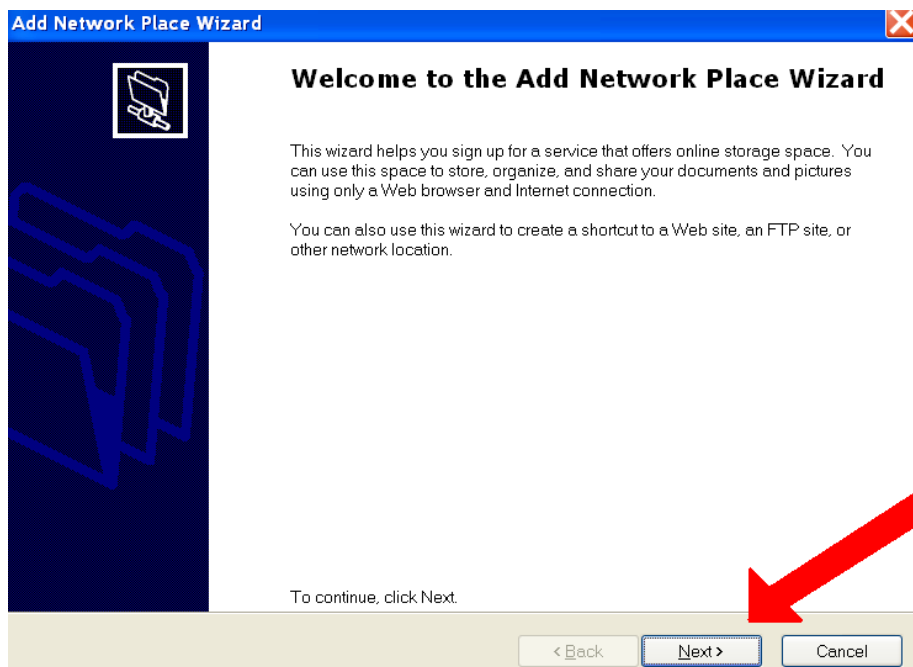 Add Network Place Wizard
Welcome to the Add Network Place Wizard
This wizard helps you sign up for a service that offers online storage space. You
can use this space to store, organize, and share your documents and pictures
using only a Web browser and Internet connection.
You can also use this wizard to create a shortcut to a Web site, an FTP site, or
other network location.
To continue, click Next.
< Back Next > Cancel